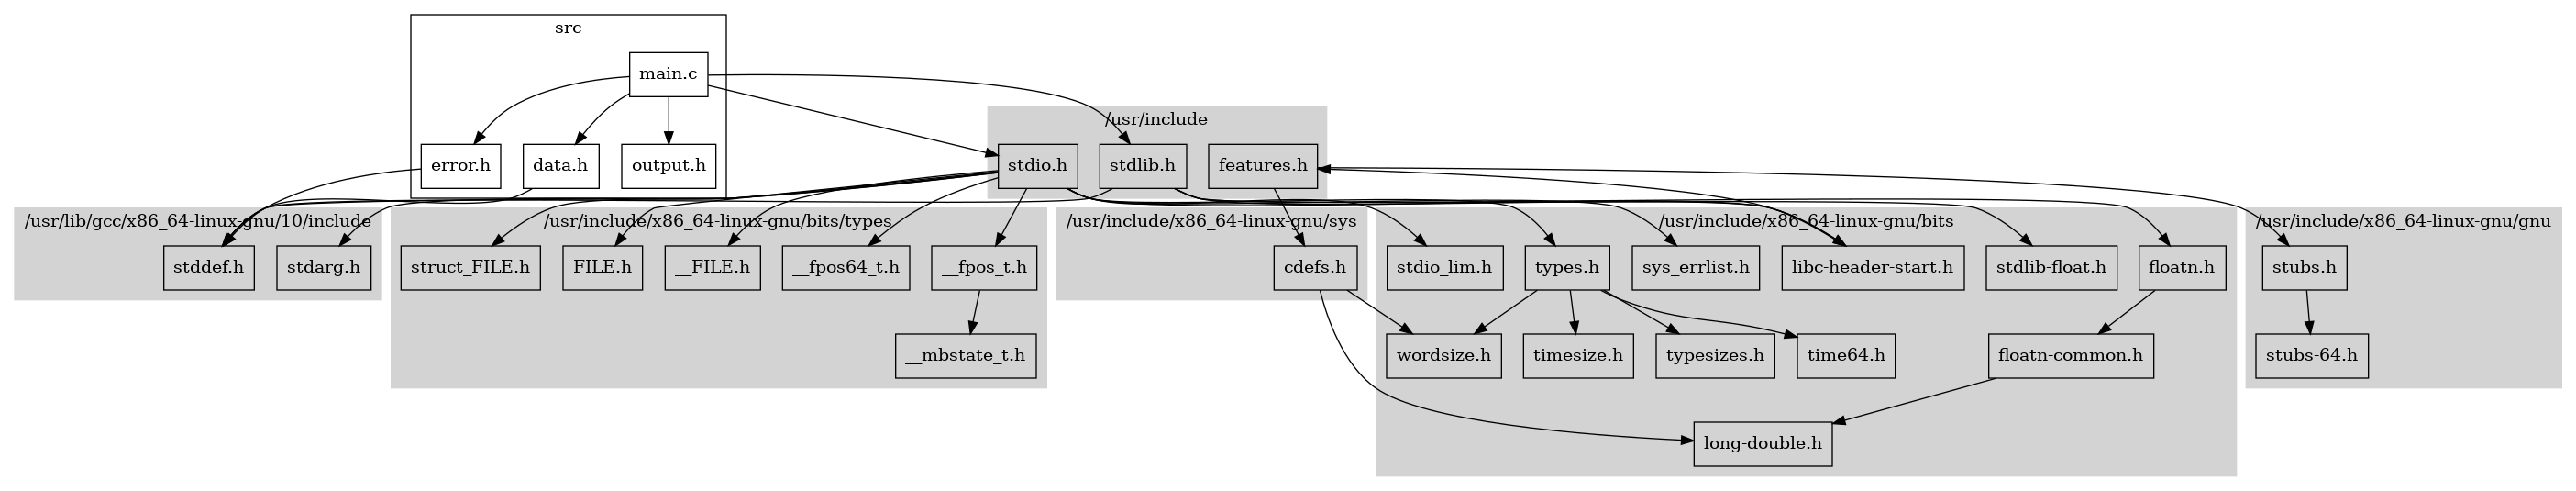 src
main.c
/usr/include
error.h
data.h
output.h
stdio.h
stdlib.h
features.h
/usr/lib/gcc/x86_64-linux-gnu/10/include
/usr/include/x86_64-linux-gnu/bits/types
/usr/include/x86_64-linux-gnu/sys
/usr/include/x86_64-linux-gnu/bits
/usr/include/x86_64-linux-gnu/gnu
stddef.h
stdarg.h
struct_FILE.h
FILE.h
__FILE.h
__fpos64_t.h
__fpos_t.h
cdefs.h
stdio_lim.h
types.h
sys_errlist.h
libc-header-start.h
stdlib-float.h
floatn.h
stubs.h
__mbstate_t.h
wordsize.h
timesize.h
typesizes.h
time64.h
floatn-common.h
stubs-64.h
long-double.h